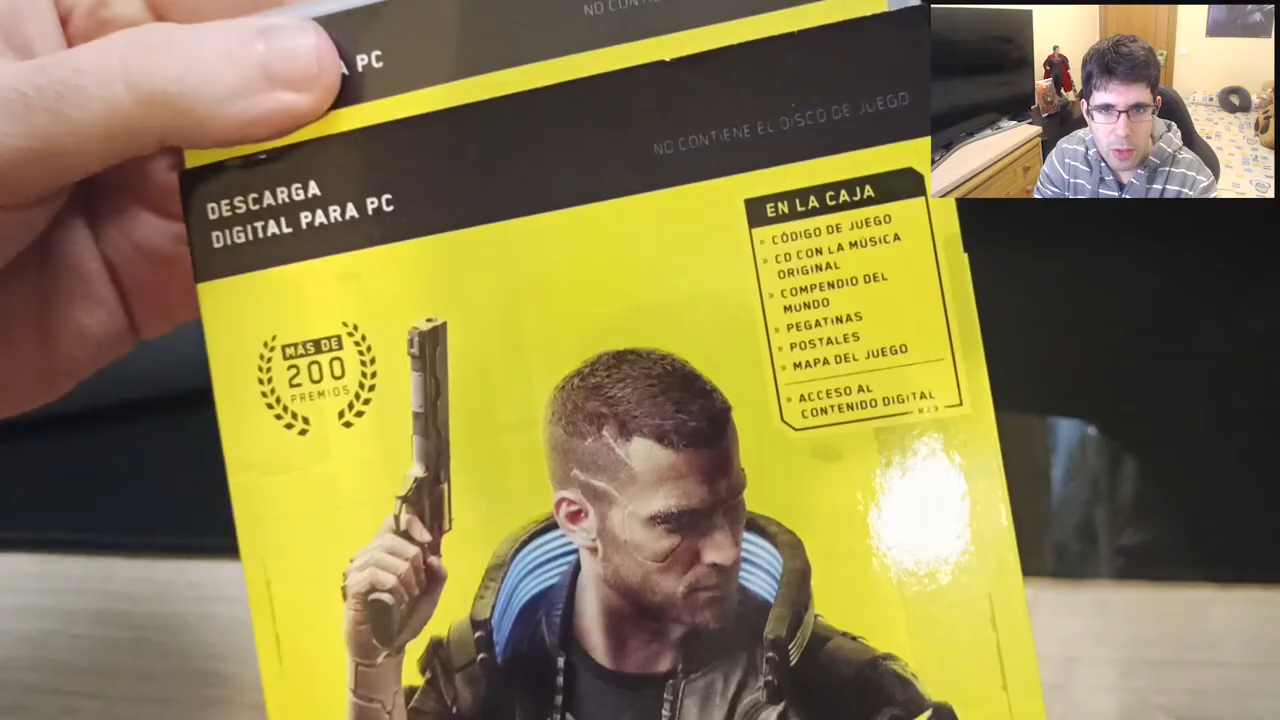 NO CONTIE
A PC
NO CONTIENE EL DISCO DE JUEGO
DESCARGA
DIGITAL PARA PC
EN LA CAJA
» CÓDIGO DE JUEGO
» CD CON LA MÚSICA
ORIGINAL
» COMPENDIO DEL
MUNDO
» PEGATINAS
» POSTALES
» MAPA DEL JUEGO
» ACCESO AL
CONTENIDO DIGITAL
MÁS DE
200
PREMIOS